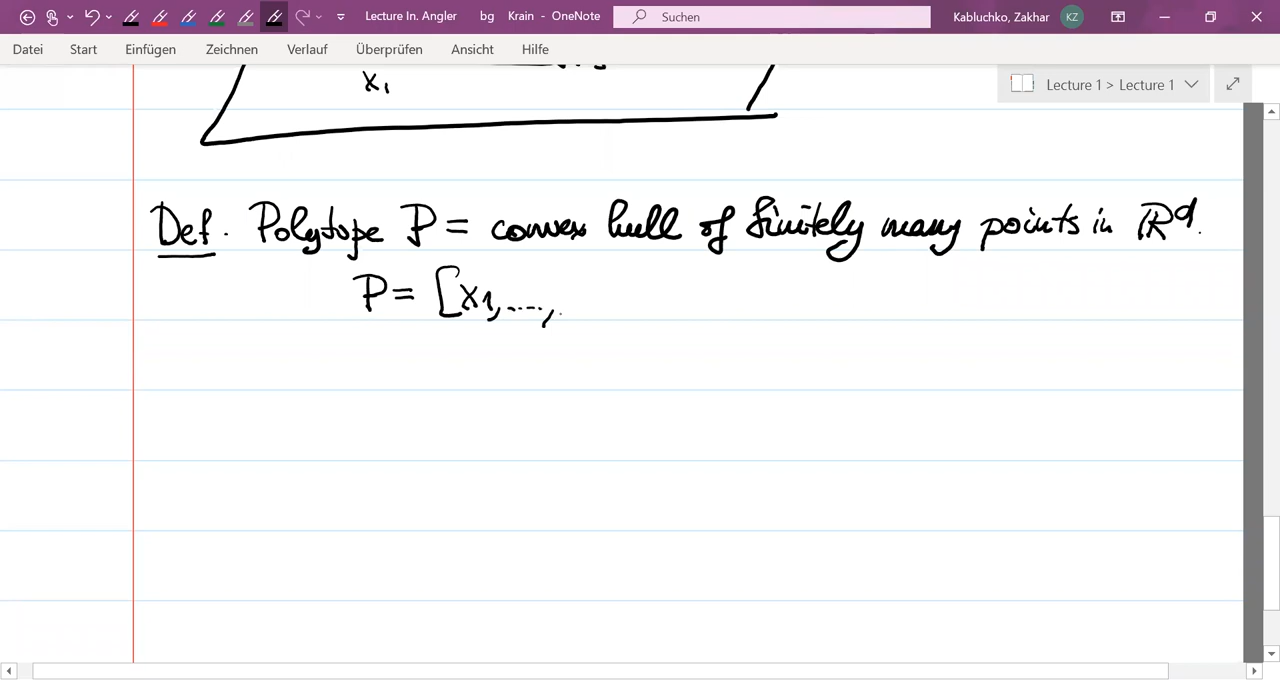 Lecture In. Angler bg Krain - OneNote
Suchen
Kabluchko, Zakhar KZ
Datei Start Einfügen Zeichnen Verlauf Überprüfen Ansicht Hilfe
Lecture 1 > Lecture 1
x₁
Def. Polytope P = convex hull of finitely many points in ℝᵈ.
P = [x1, ....,